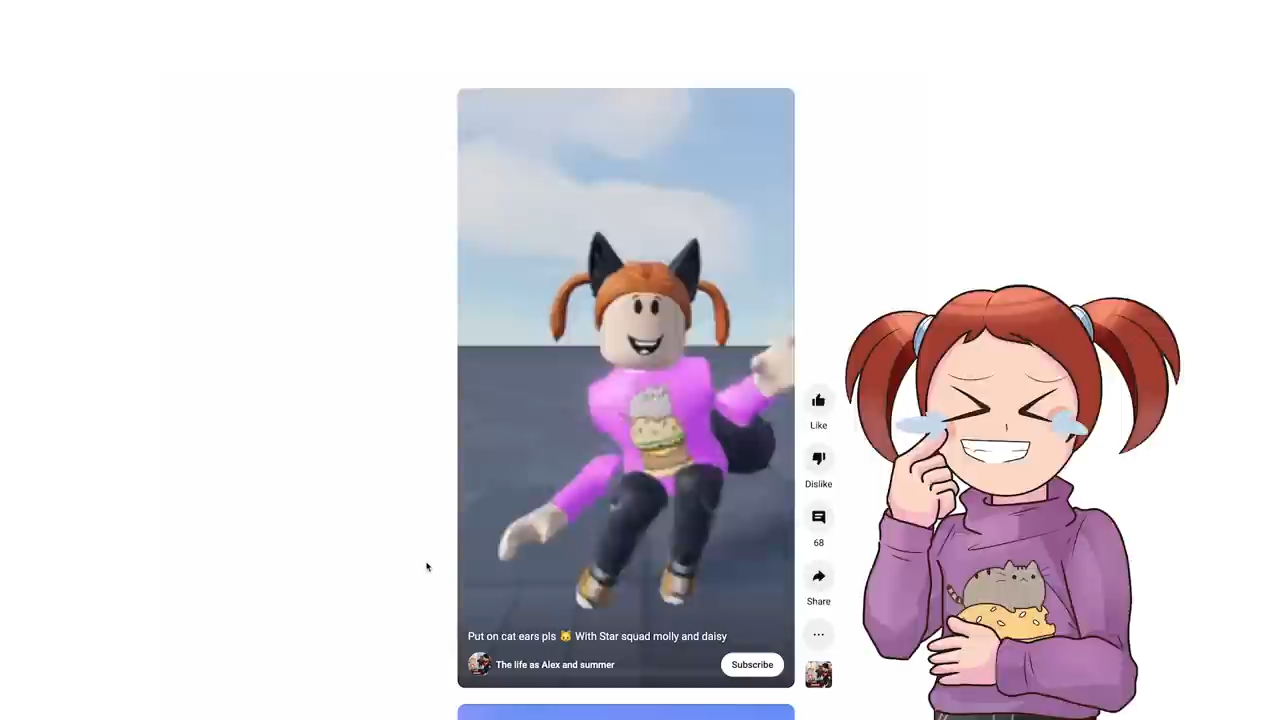 Like
Dislike
68
Share
Put on cat ears pls 🐱 With Star squad molly and daisy
The life as Alex and summer
Subscribe